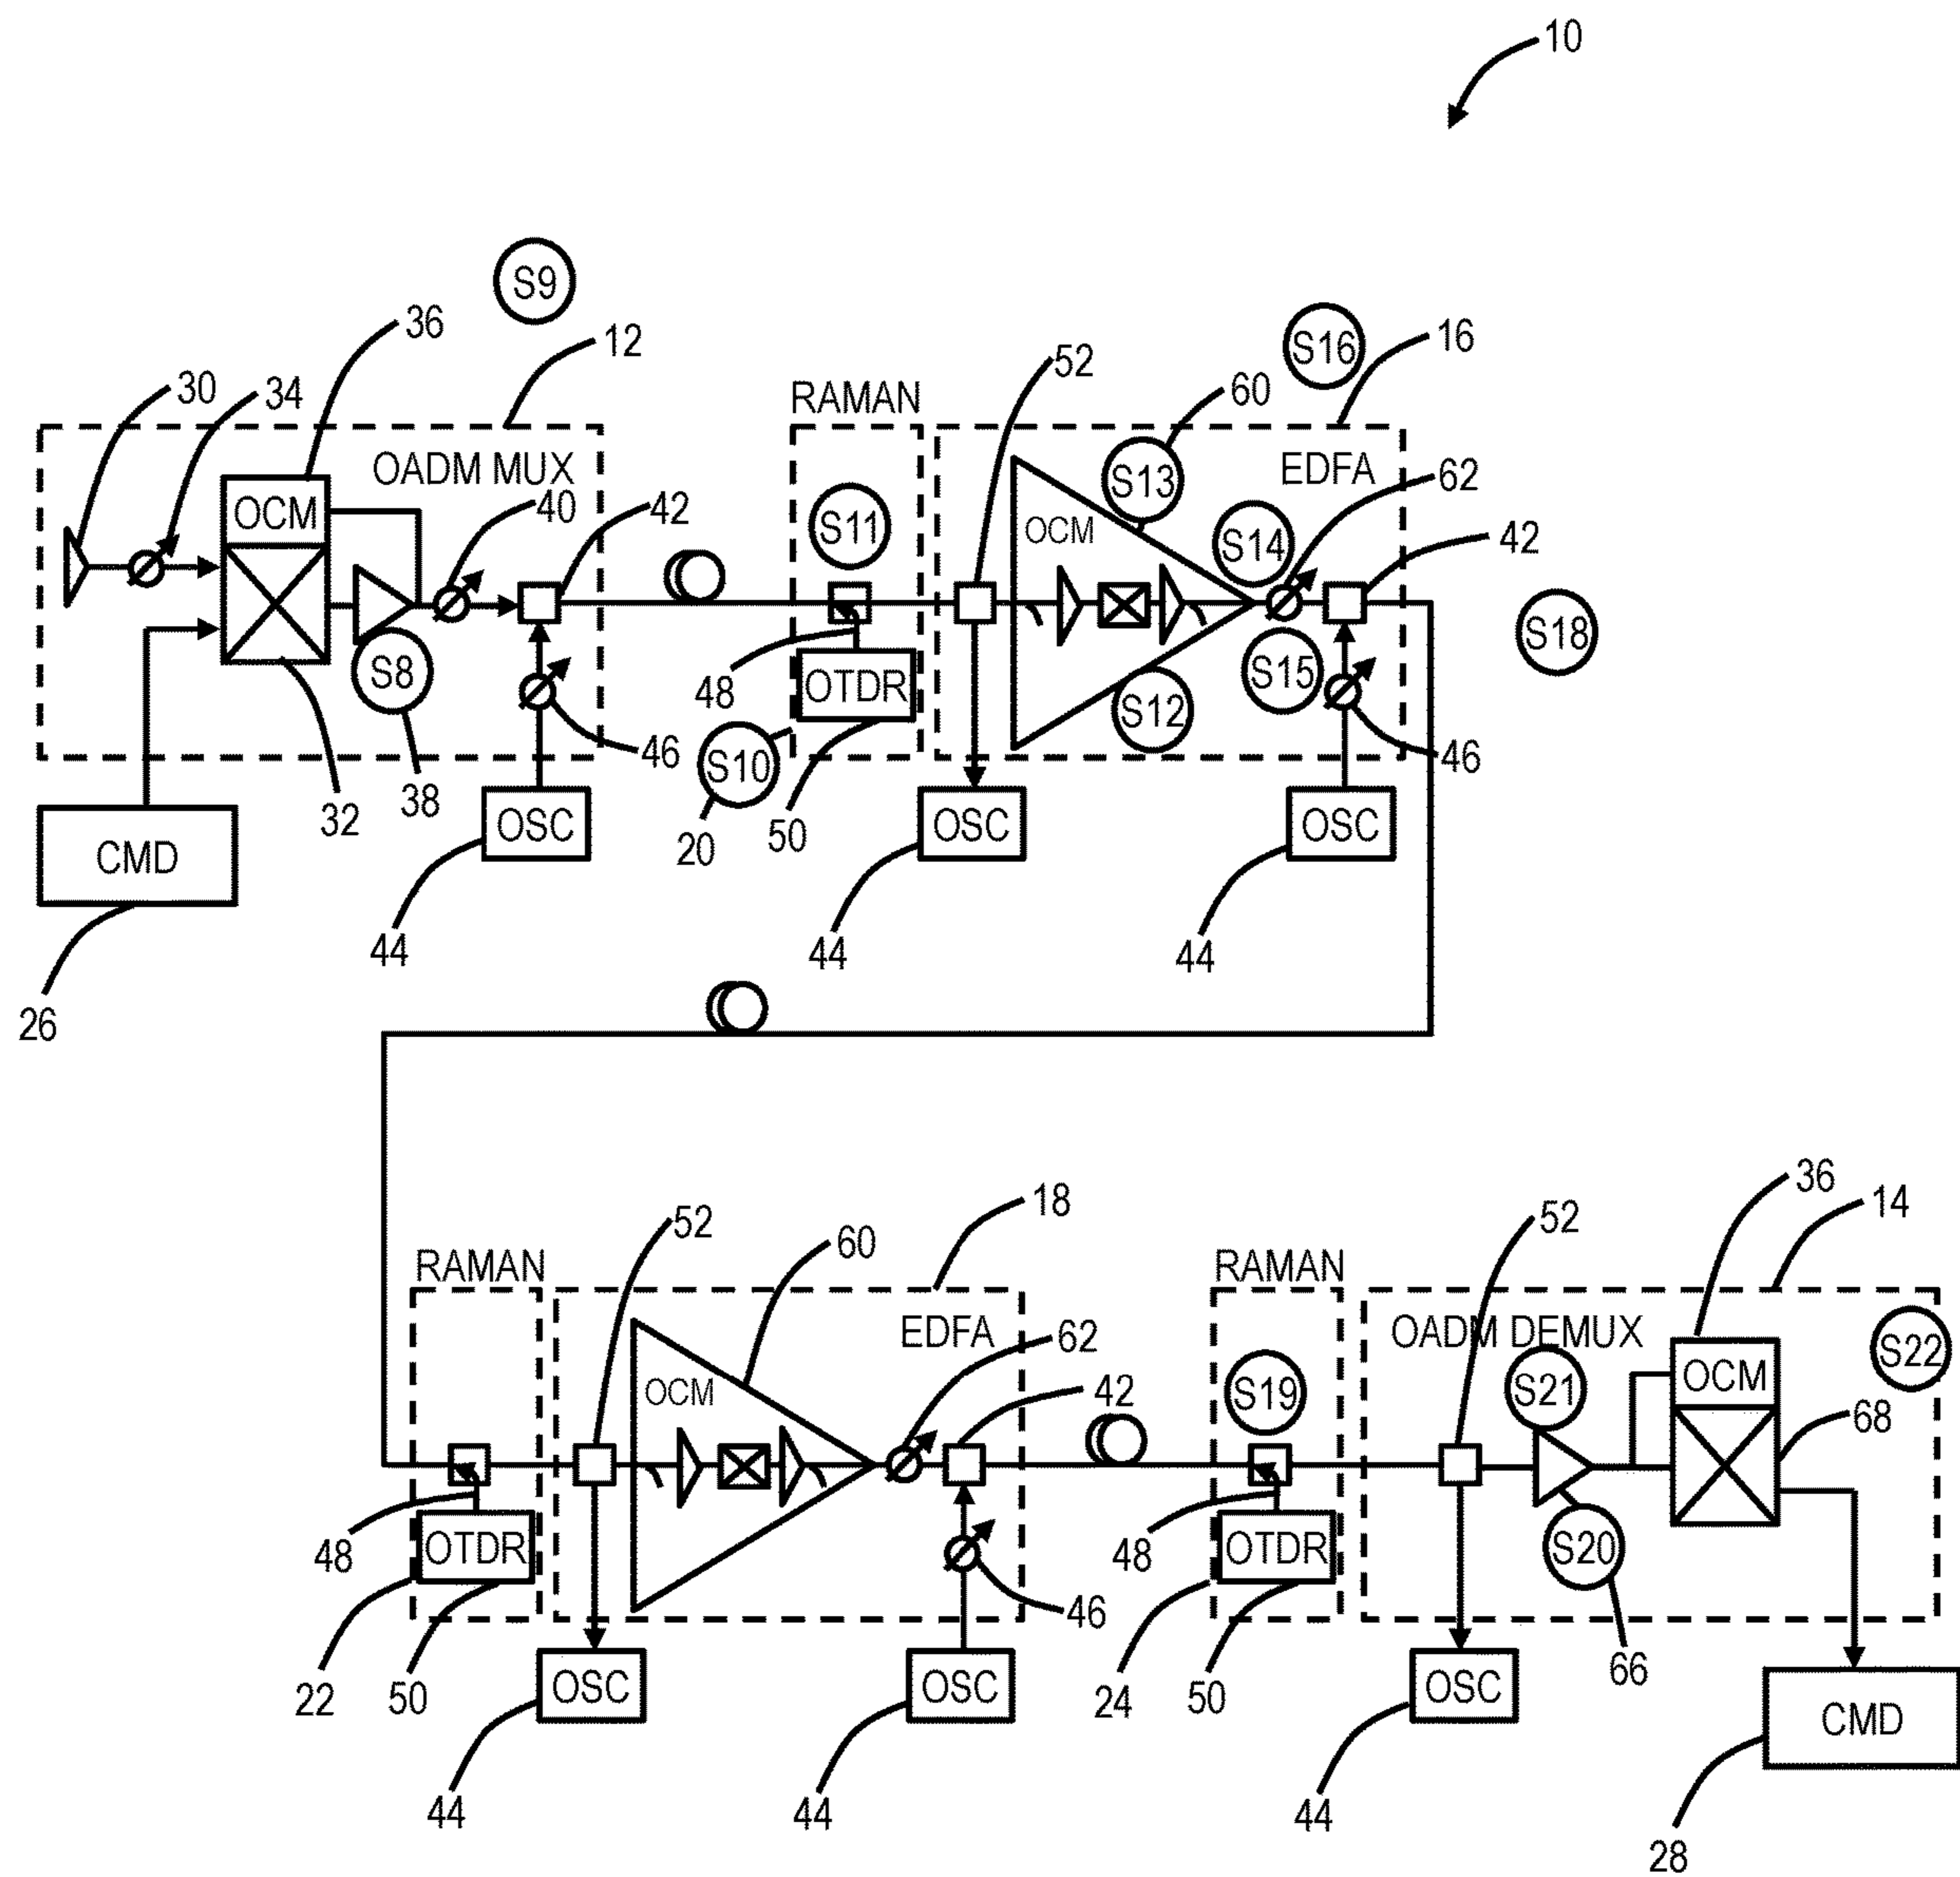 10
S9
36
12
S16
16
52
30
34
RAMAN
60
OADM MUX
S13
EDFA
62
OCM
40
42
S11
OCM
S14
42
S18
48
OTDR
S15
S8
S12
46
S10
46
32
38
20
50
OSC
OSC
OSC
CMD
44
44
44
26
36
14
18
52
52
60
RAMAN
RAMAN
EDFA
62
OADM DEMUX
S22
OCM
42
S19
S21
OCM
68
48
OTDR
48
OTDR
S20
46
22
50
OSC
OSC
24
50
OSC
66
CMD
44
44
44
28